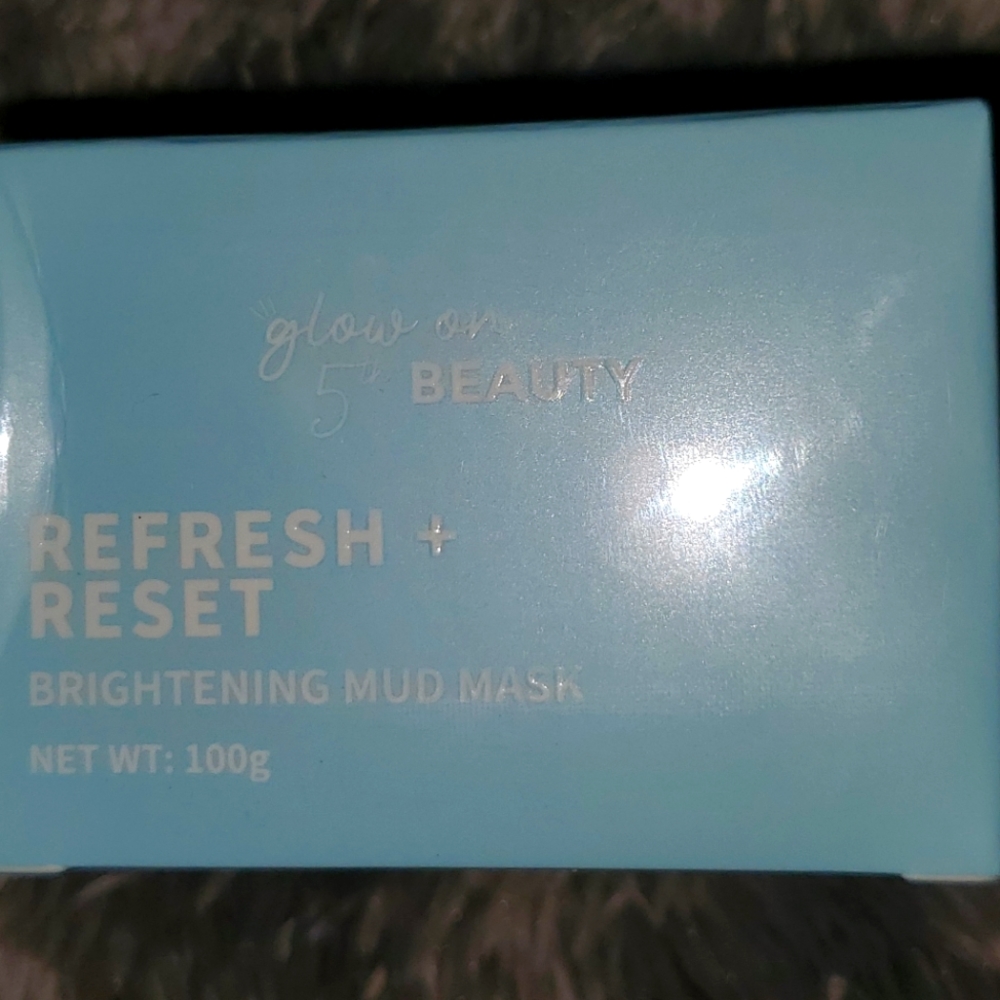 glow on
5th BEAUTY
REFRESH +
RESET
BRIGHTENING MUD MASK
NET WT: 100g